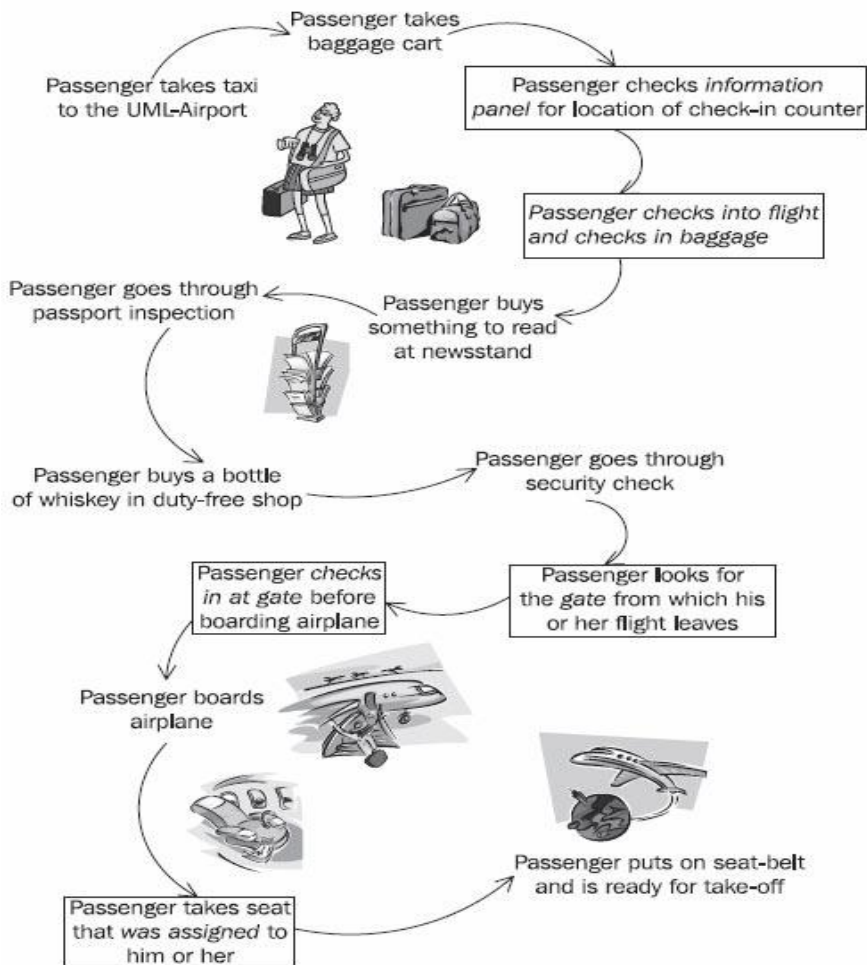 Passenger takes
baggage cart
Passenger takes taxi
to the UML-Airport
Passenger checks information
panel for location of check-in counter
Passenger checks into flight
and checks in baggage
Passenger buys
something to read
at newsstand
Passenger goes through
passport inspection
Passenger buys a bottle
of whiskey in duty-free shop
Passenger goes through
security check
Passenger looks for
the gate from which his
or her flight leaves
Passenger checks
in at gate before
boarding airplane
Passenger boards
airplane
Passenger takes seat
that was assigned to
him or her
Passenger puts on seat-belt
and is ready for take-off